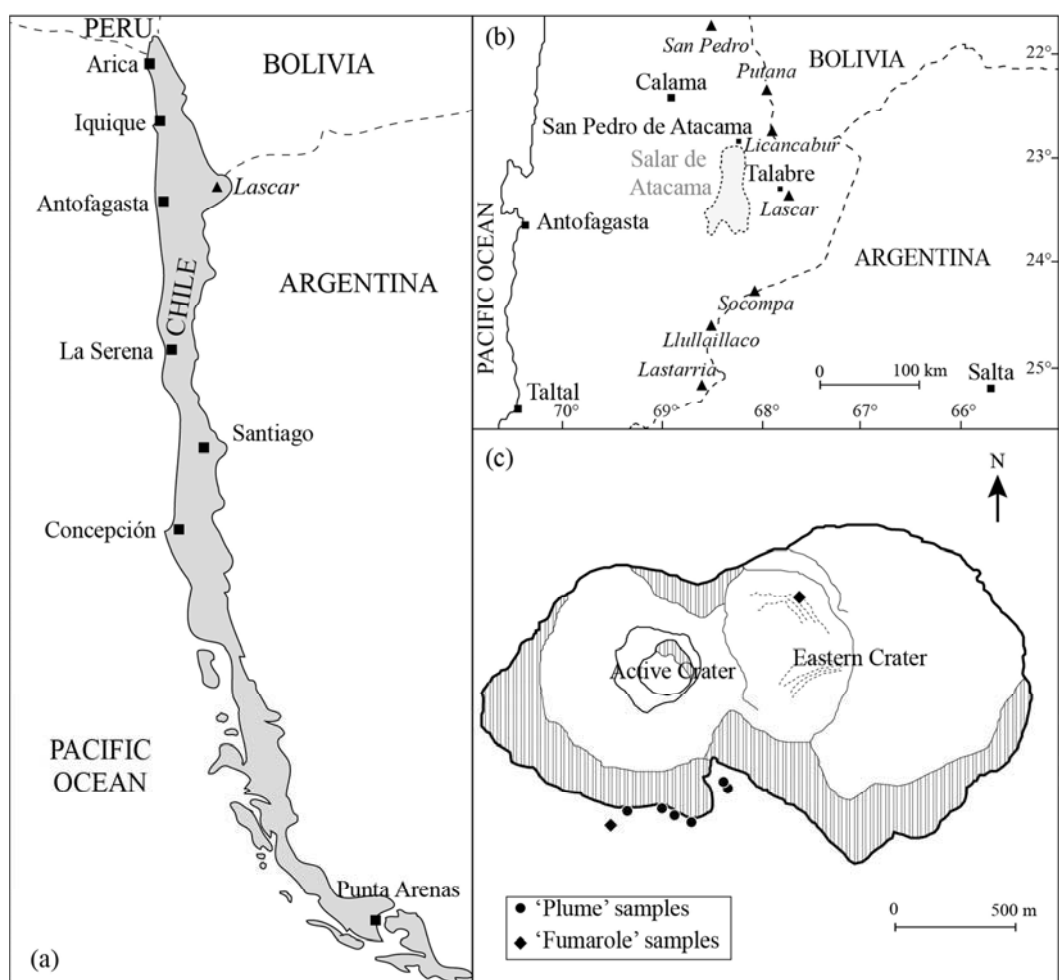 PERU
Arica
BOLIVIA
Iquique
Lascar
Antofagasta
CHILE
ARGENTINA
La Serena
Santiago
Concepción
PACIFIC
OCEAN
Punta Arenas
(a)
(b)
San Pedro
BOLIVIA
22°
Putana
Calama
San Pedro de Atacama
Licancabur
23°
Salar de
Atacama
Talabre
Lascar
Antofagasta
PACIFIC OCEAN
ARGENTINA
24°
Socompa
Llullaillaco
Lastarria
0 100 km
Salta
25°
Taltal
70° 69° 68° 67° 66°
(c)
N
Active Crater
Eastern Crater
'Plume' samples
'Fumarole' samples
0 500 m